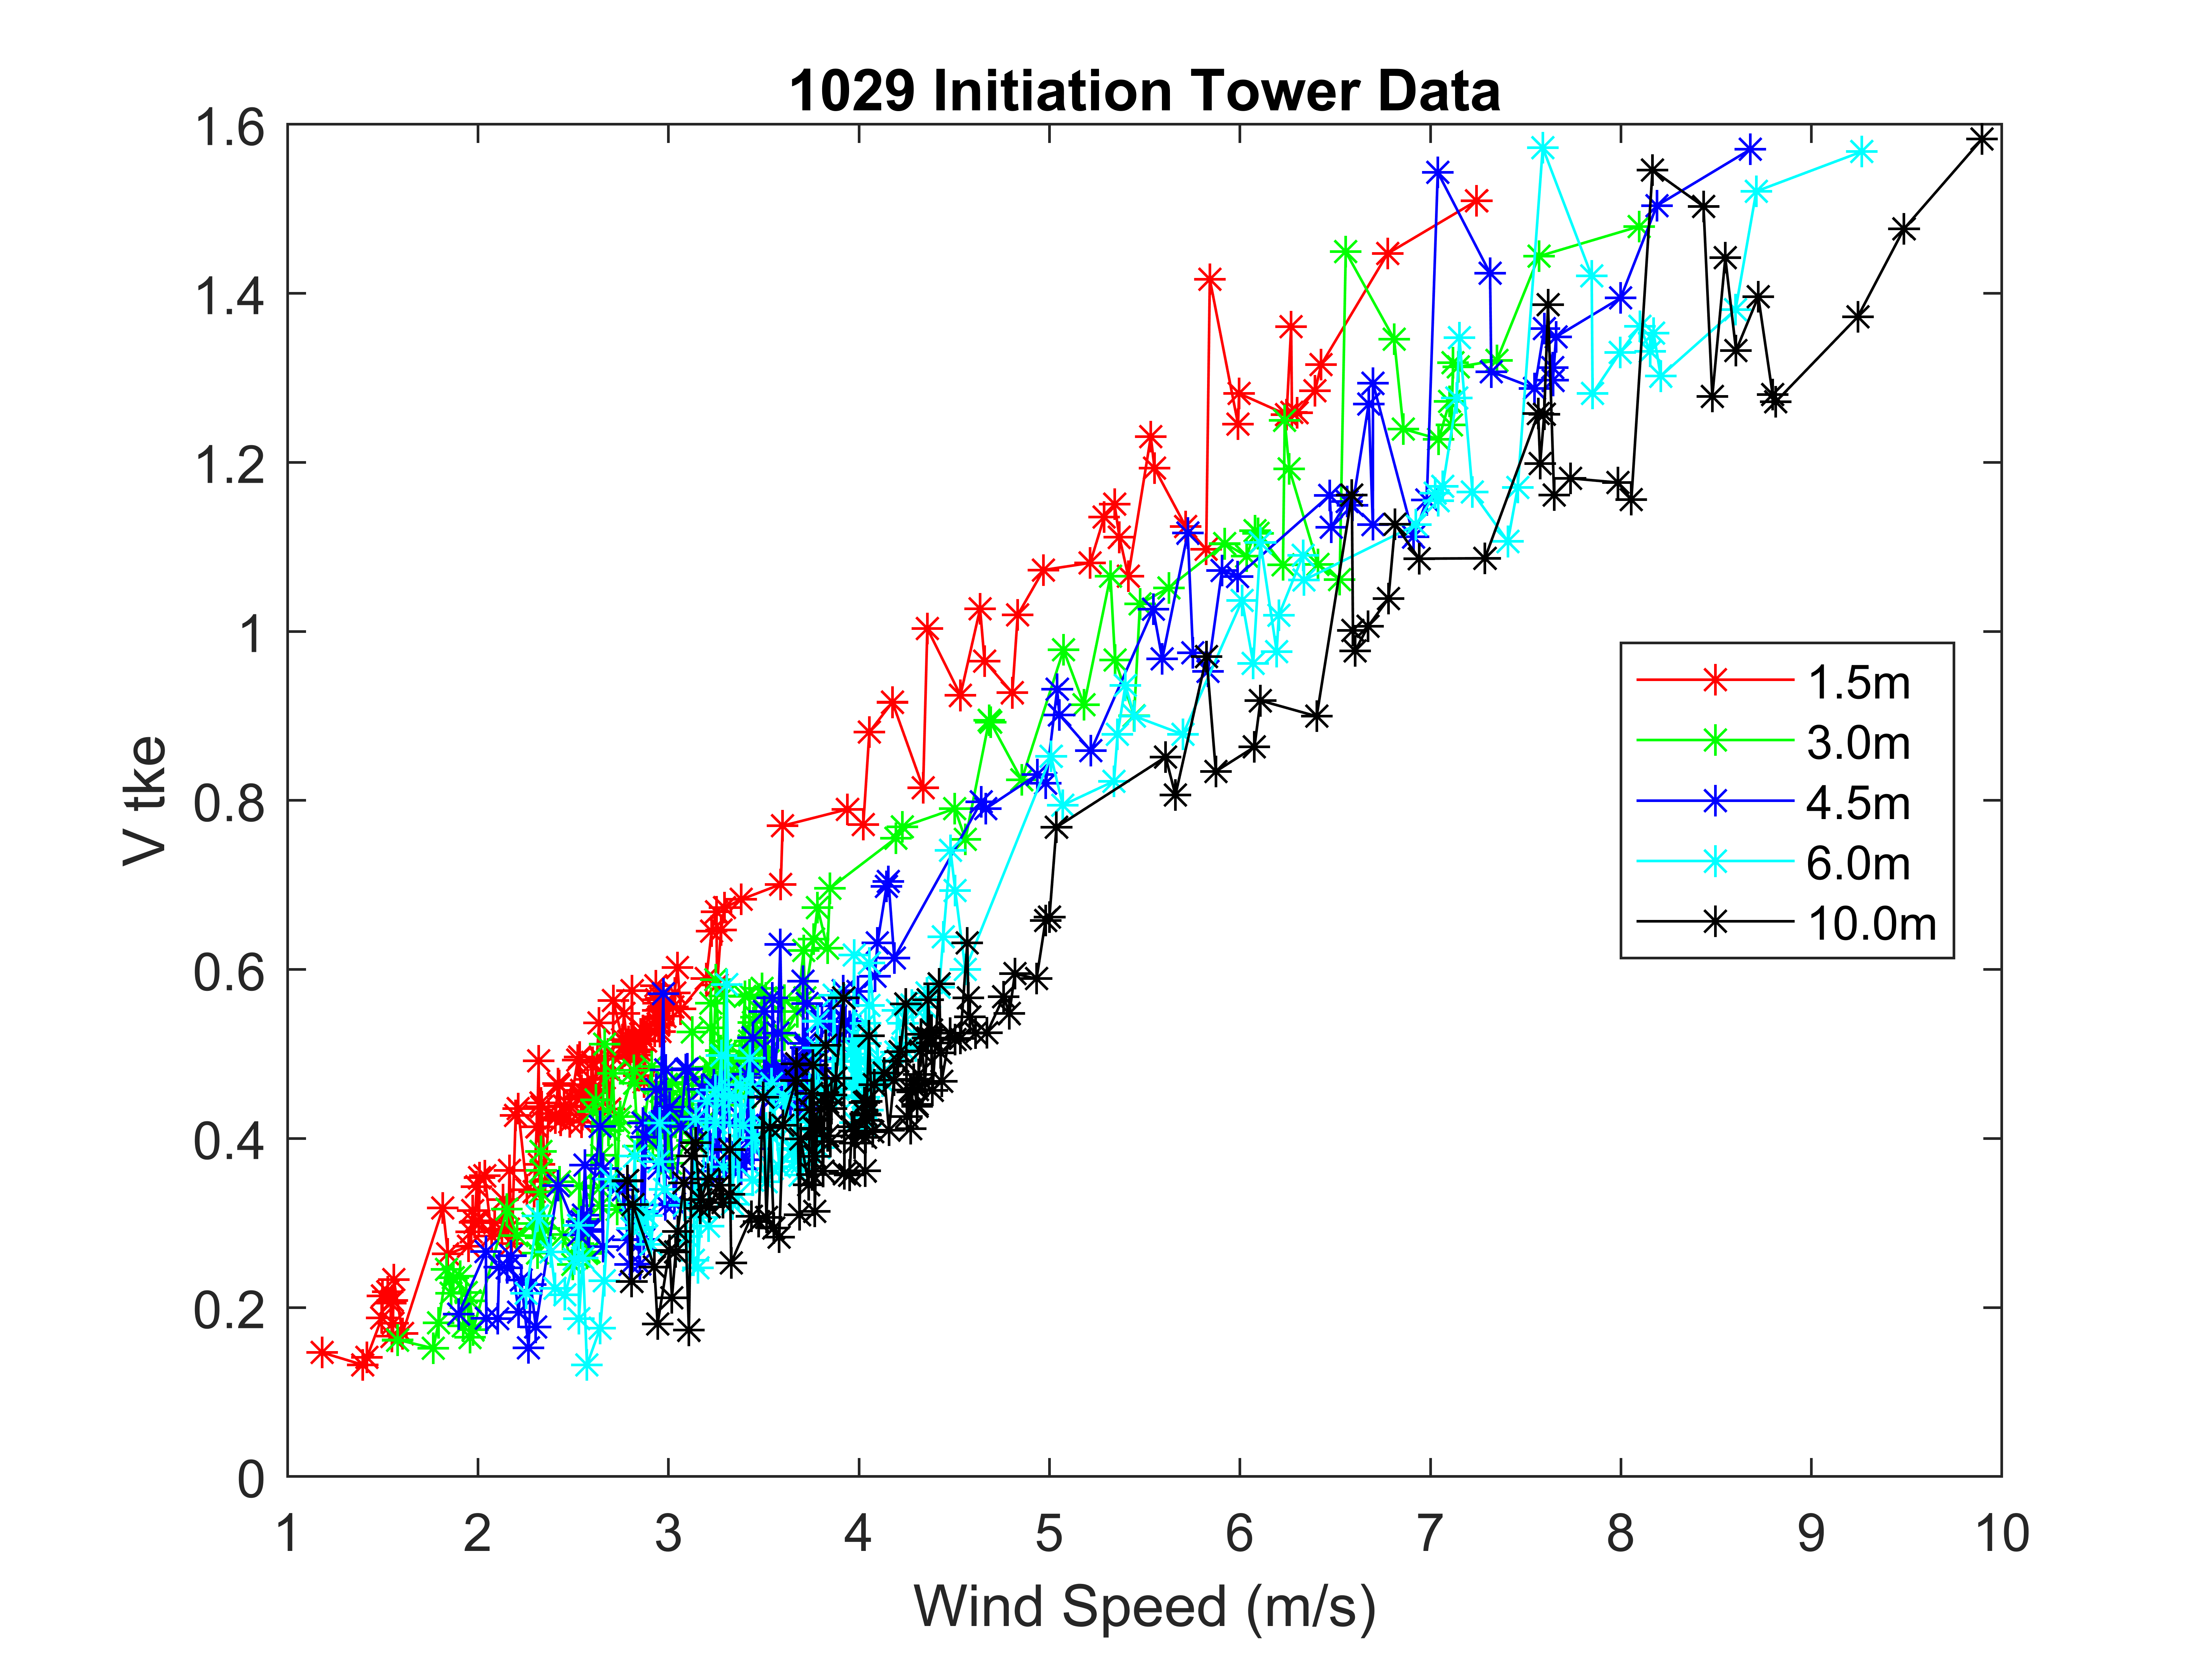 1029 Initiation Tower Data
1.6
1.4
1.2
1
0.8
0.6
0.4
0.2
0
V tke
1.5m
3.0m
4.5m
6.0m
10.0m
1 2 3 4 5 6 7 8 9 10
Wind Speed (m/s)